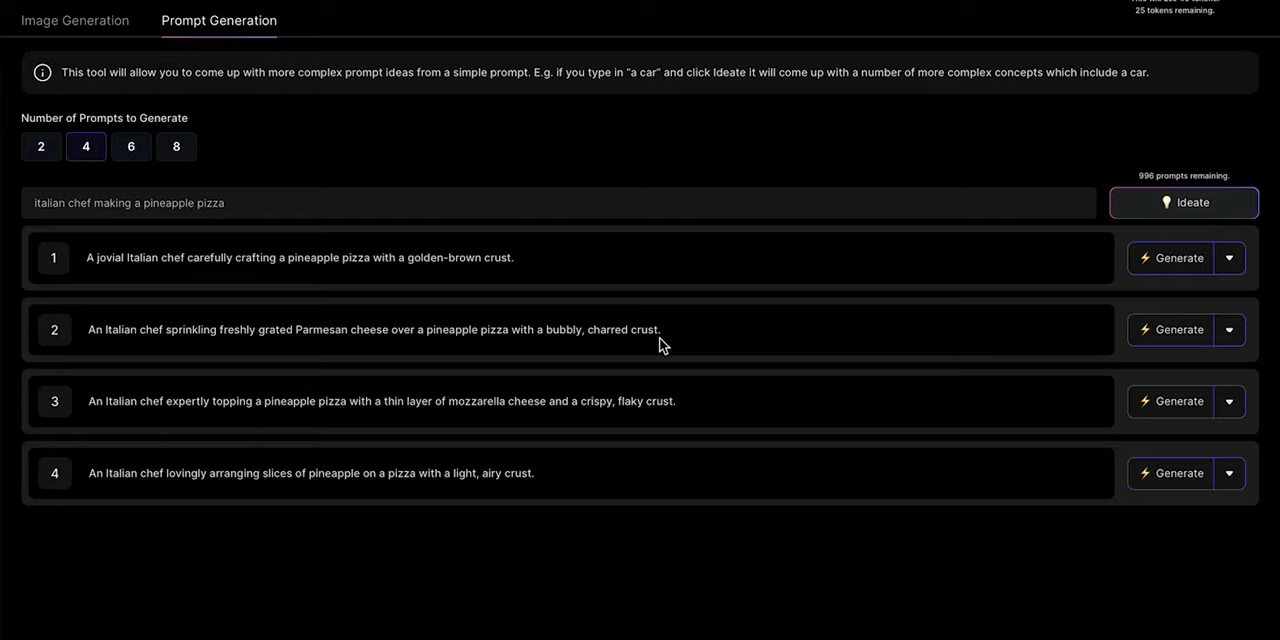 Image Generation
Prompt Generation
25 tokens remaining.
This tool will allow you to come up with more complex prompt ideas from a simple prompt. E.g. if you type in "a car" and click Ideate it will come up with a number of more complex concepts which include a car.
Number of Prompts to Generate
2 4 6 8
996 prompts remaining.
italian chef making a pineapple pizza
Ideate
1 A jovial Italian chef carefully crafting a pineapple pizza with a golden-brown crust. Generate
2 An Italian chef sprinkling freshly grated Parmesan cheese over a pineapple pizza with a bubbly, charred crust. Generate
3 An Italian chef expertly topping a pineapple pizza with a thin layer of mozzarella cheese and a crispy, flaky crust. Generate
4 An Italian chef lovingly arranging slices of pineapple on a pizza with a light, airy crust. Generate